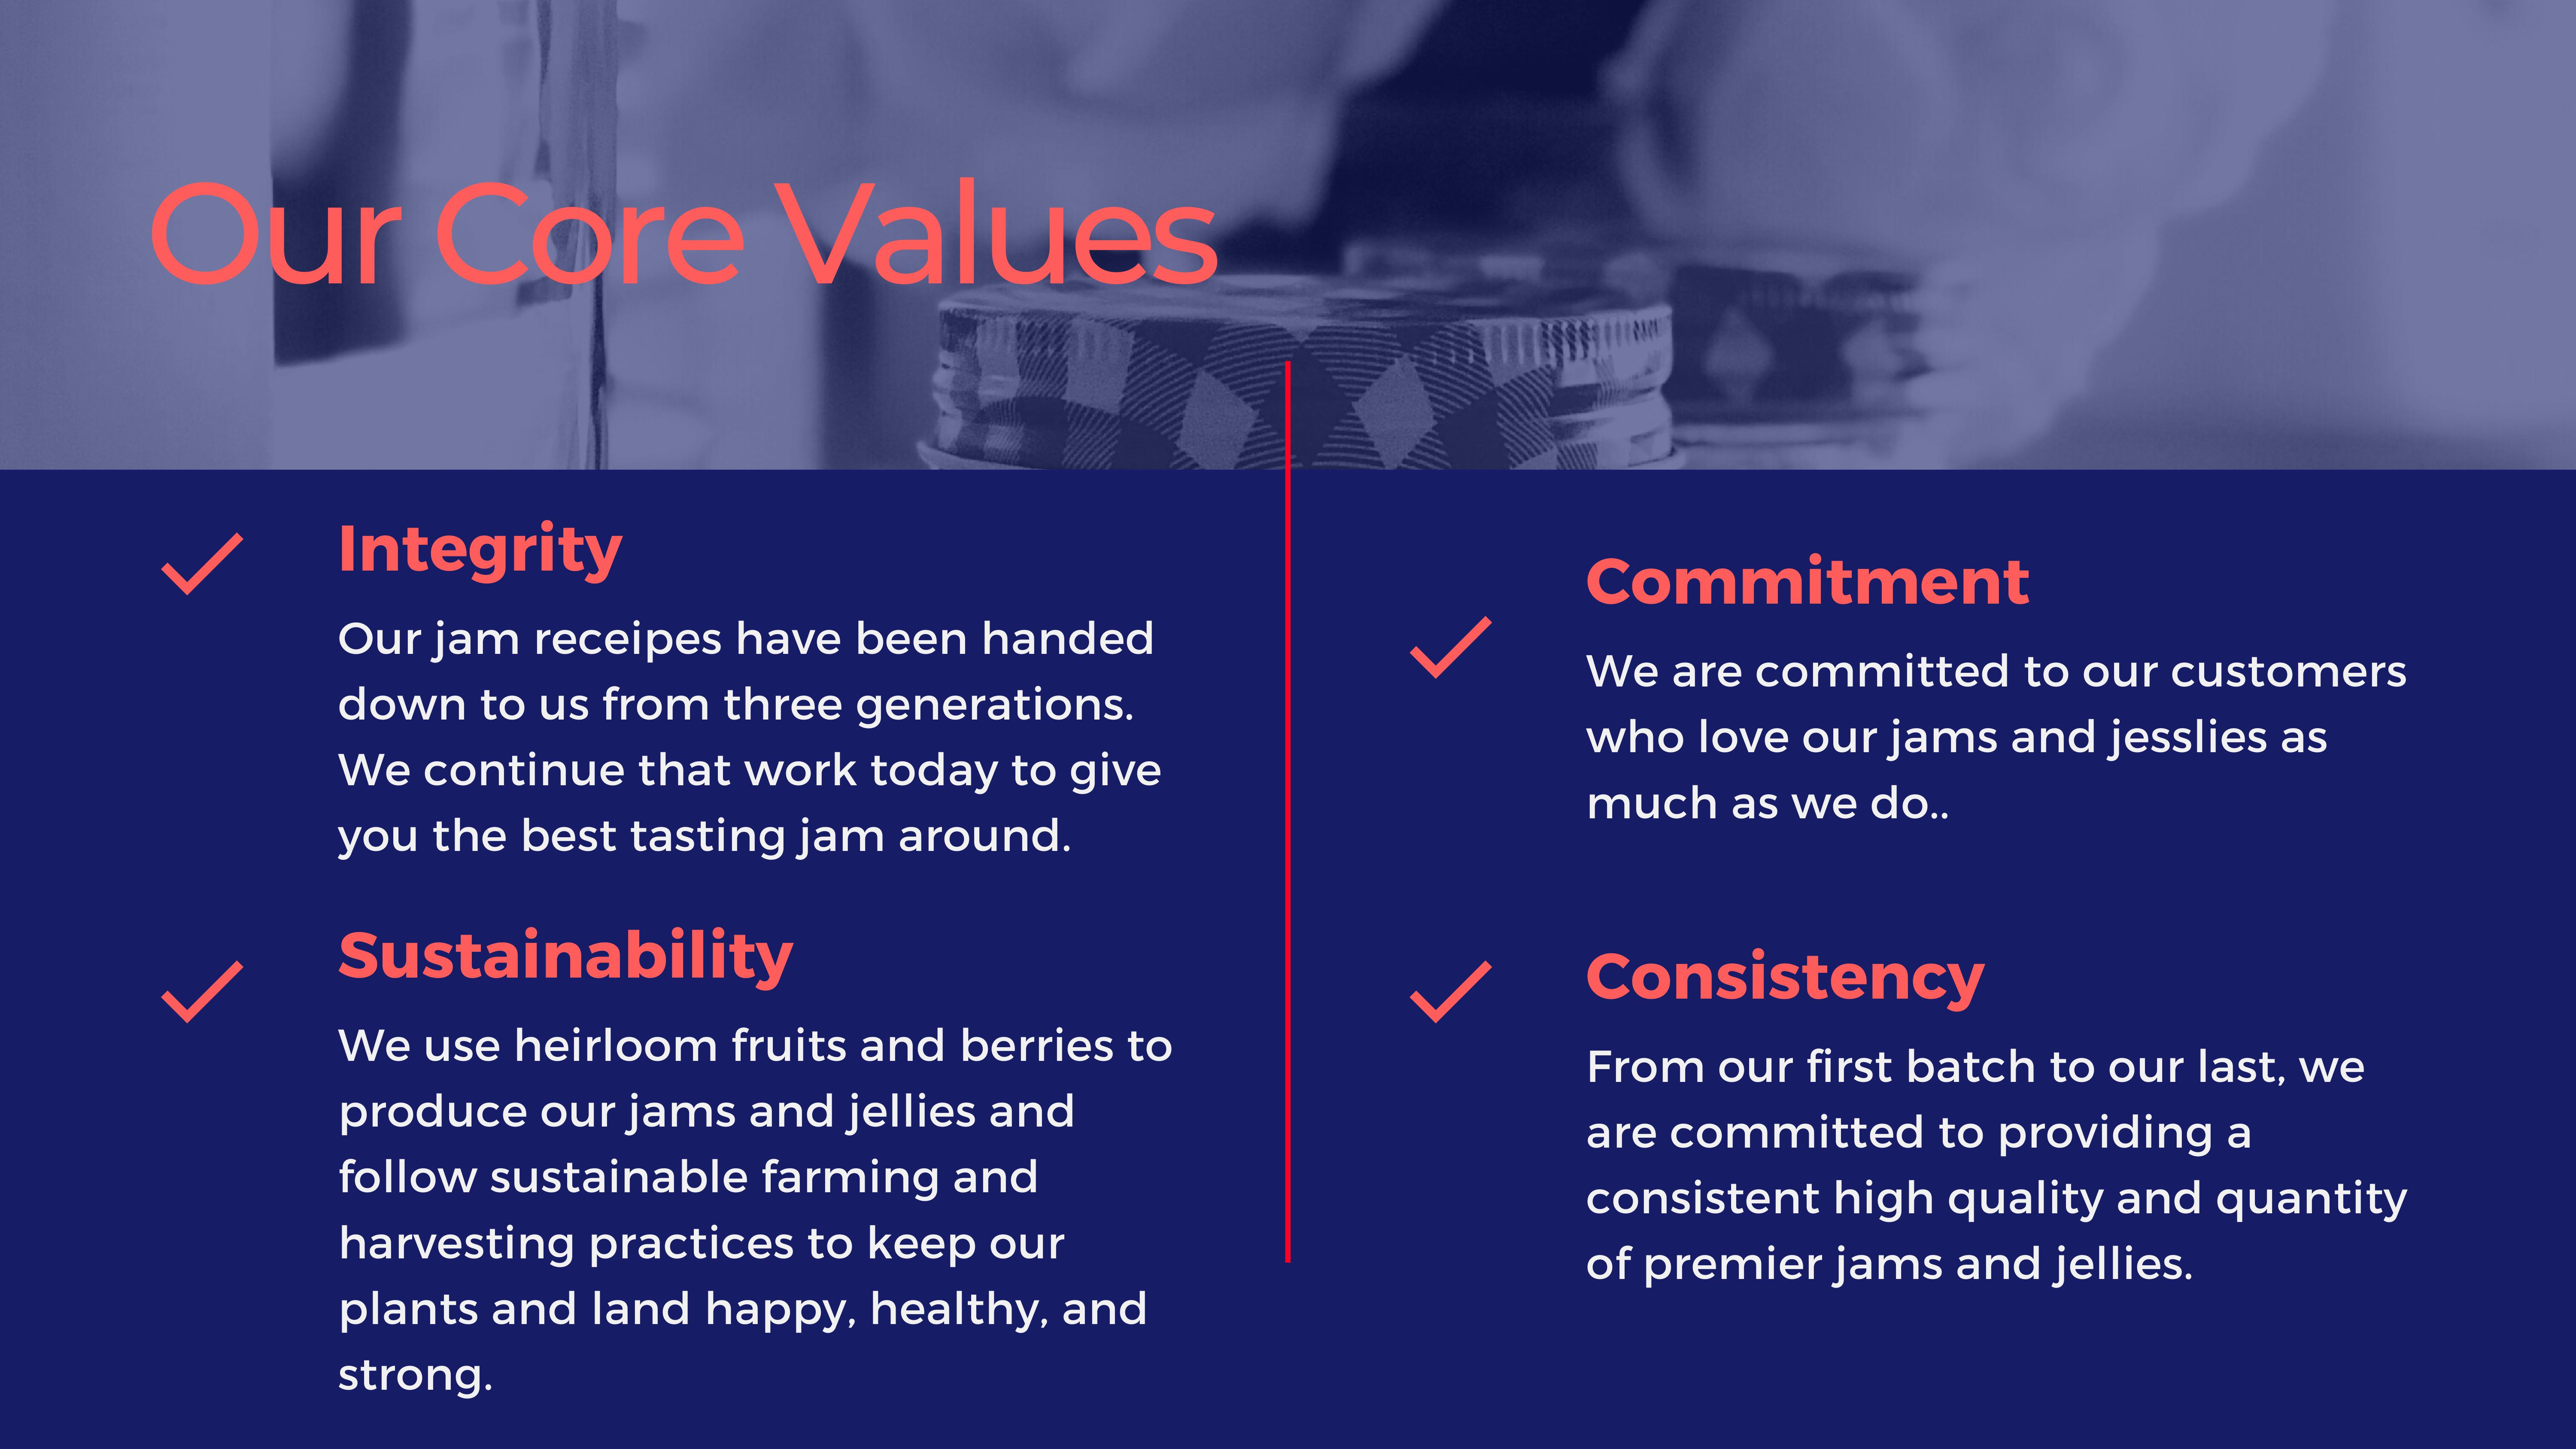 Our Core Values
Integrity
Our jam receipes have been handed
down to us from three generations.
We continue that work today to give
you the best tasting jam around.
Sustainability
We use heirloom fruits and berries to
produce our jams and jellies and
follow sustainable farming and
harvesting practices to keep our
plants and land happy, healthy, and
strong.
Commitment
We are committed to our customers
who love our jams and jesslies as
much as we do..
Consistency
From our first batch to our last, we
are committed to providing a
consistent high quality and quantity
of premier jams and jellies.